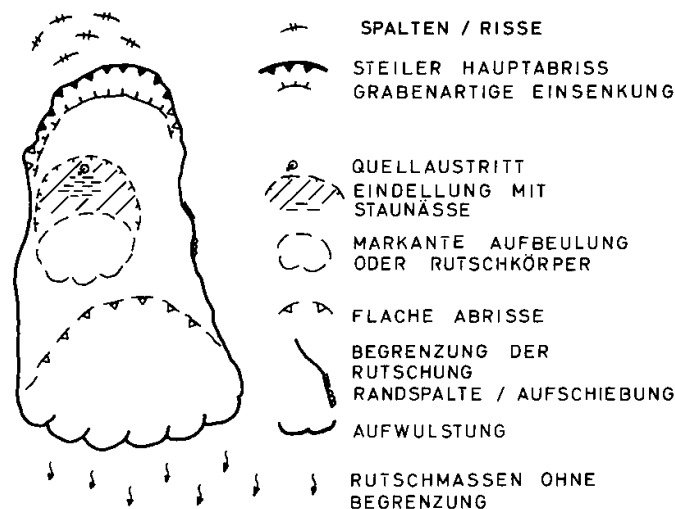 SPALTEN / RISSE
STEILER HAUPTABRISS
GRABENARTIGE EINSENKUNG
QUELLAUSTRITT
EINDELLUNG MIT
STAUNÄSSE
MARKANTE AUFBEULUNG
ODER RUTSCHKÖRPER
FLACHE ABRISSE
BEGRENZUNG DER
RUTSCHUNG
RANDSPALTE / AUFSCHIEBUNG
AUFWULSTUNG
RUTSCHMASSEN OHNE
BEGRENZUNG